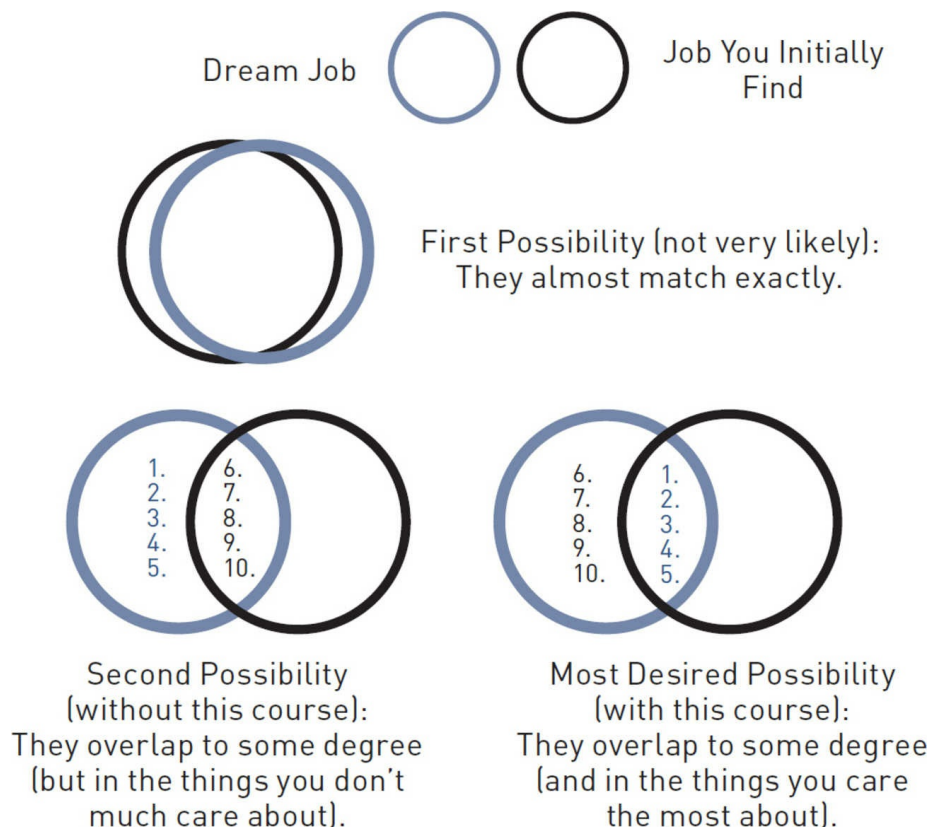 Dream Job
Job You Initially
Find
First Possibility (not very likely):
They almost match exactly.
1.
2.
3.
4.
5.
6.
7.
8.
9.
10.
Second Possibility
(without this course):
They overlap to some degree
(but in the things you don't
much care about).
6.
7.
8.
9.
10.
1.
2.
3.
4.
5.
Most Desired Possibility
(with this course):
They overlap to some degree
(and in the things you care
the most about).